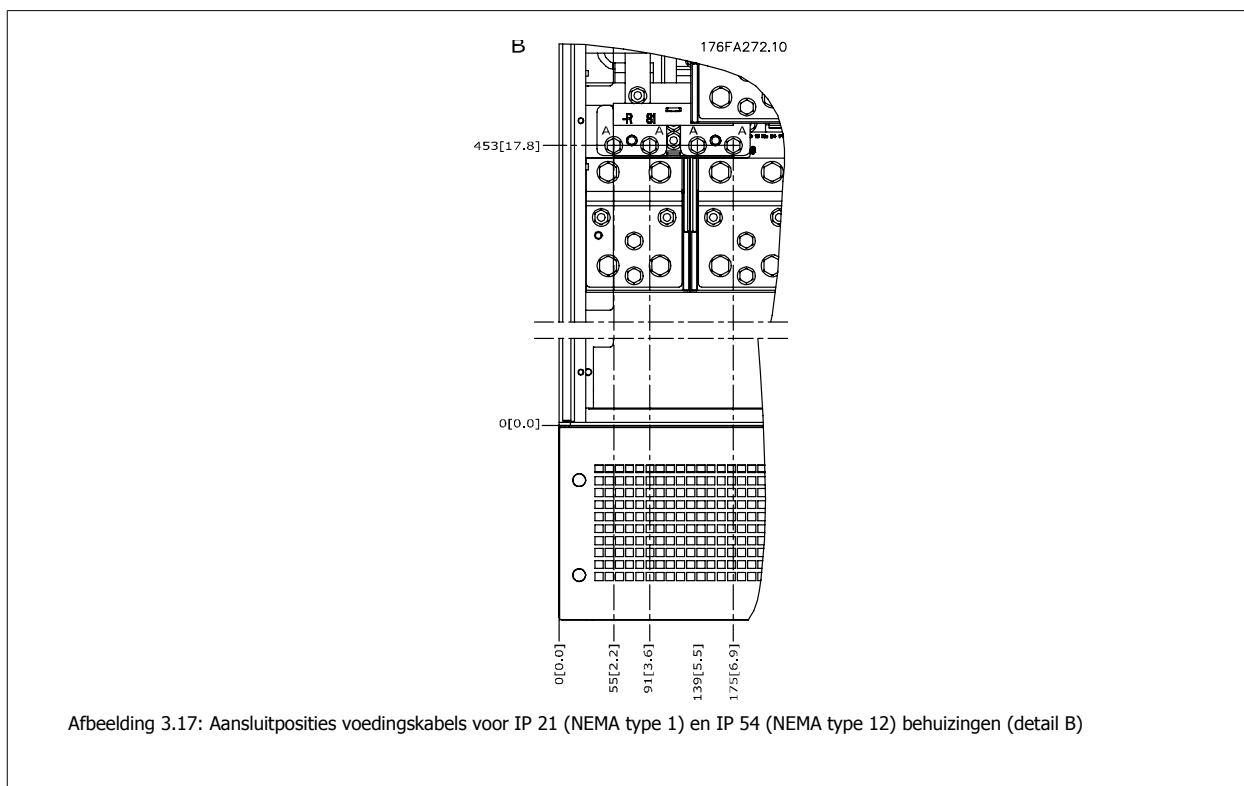 B 176FA272.10
-R 81
A A A A
453[17.8]
0[0.0]
0[0.0]
55[2.2]
91[3.6]
139[5.5]
175[6.9]
Afbeelding 3.17: Aansluitposities voedingskabels voor IP 21 (NEMA type 1) en IP 54 (NEMA type 12) behuizingen (detail B)